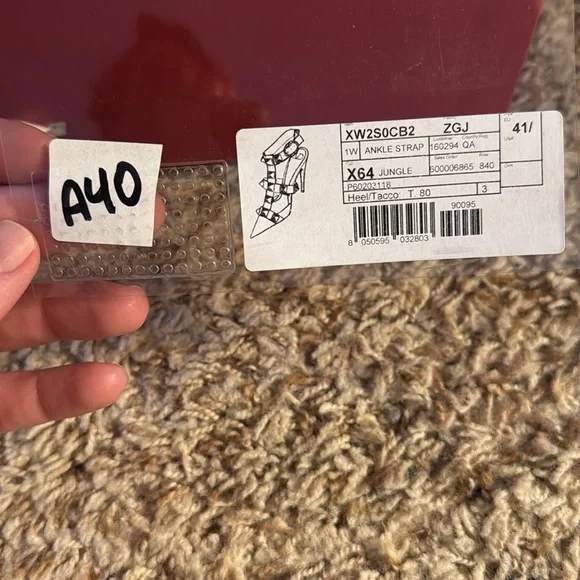 A40
XW2S0CB2 ZGJ EU 41/
1W ANKLE STRAP 160294 QA
X64 JUNGLE 600006865 840
P60203118
Heel/Tacco T. 80 3
90095
8 050595 032803